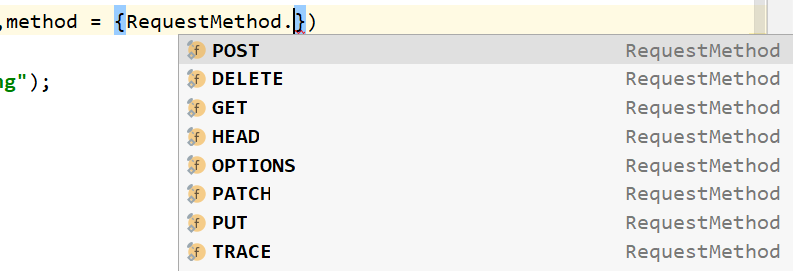 ,method = {RequestMethod.})
POST RequestMethod
ng");
DELETE RequestMethod
GET RequestMethod
HEAD RequestMethod
OPTIONS RequestMethod
PATCH RequestMethod
PUT RequestMethod
TRACE RequestMethod